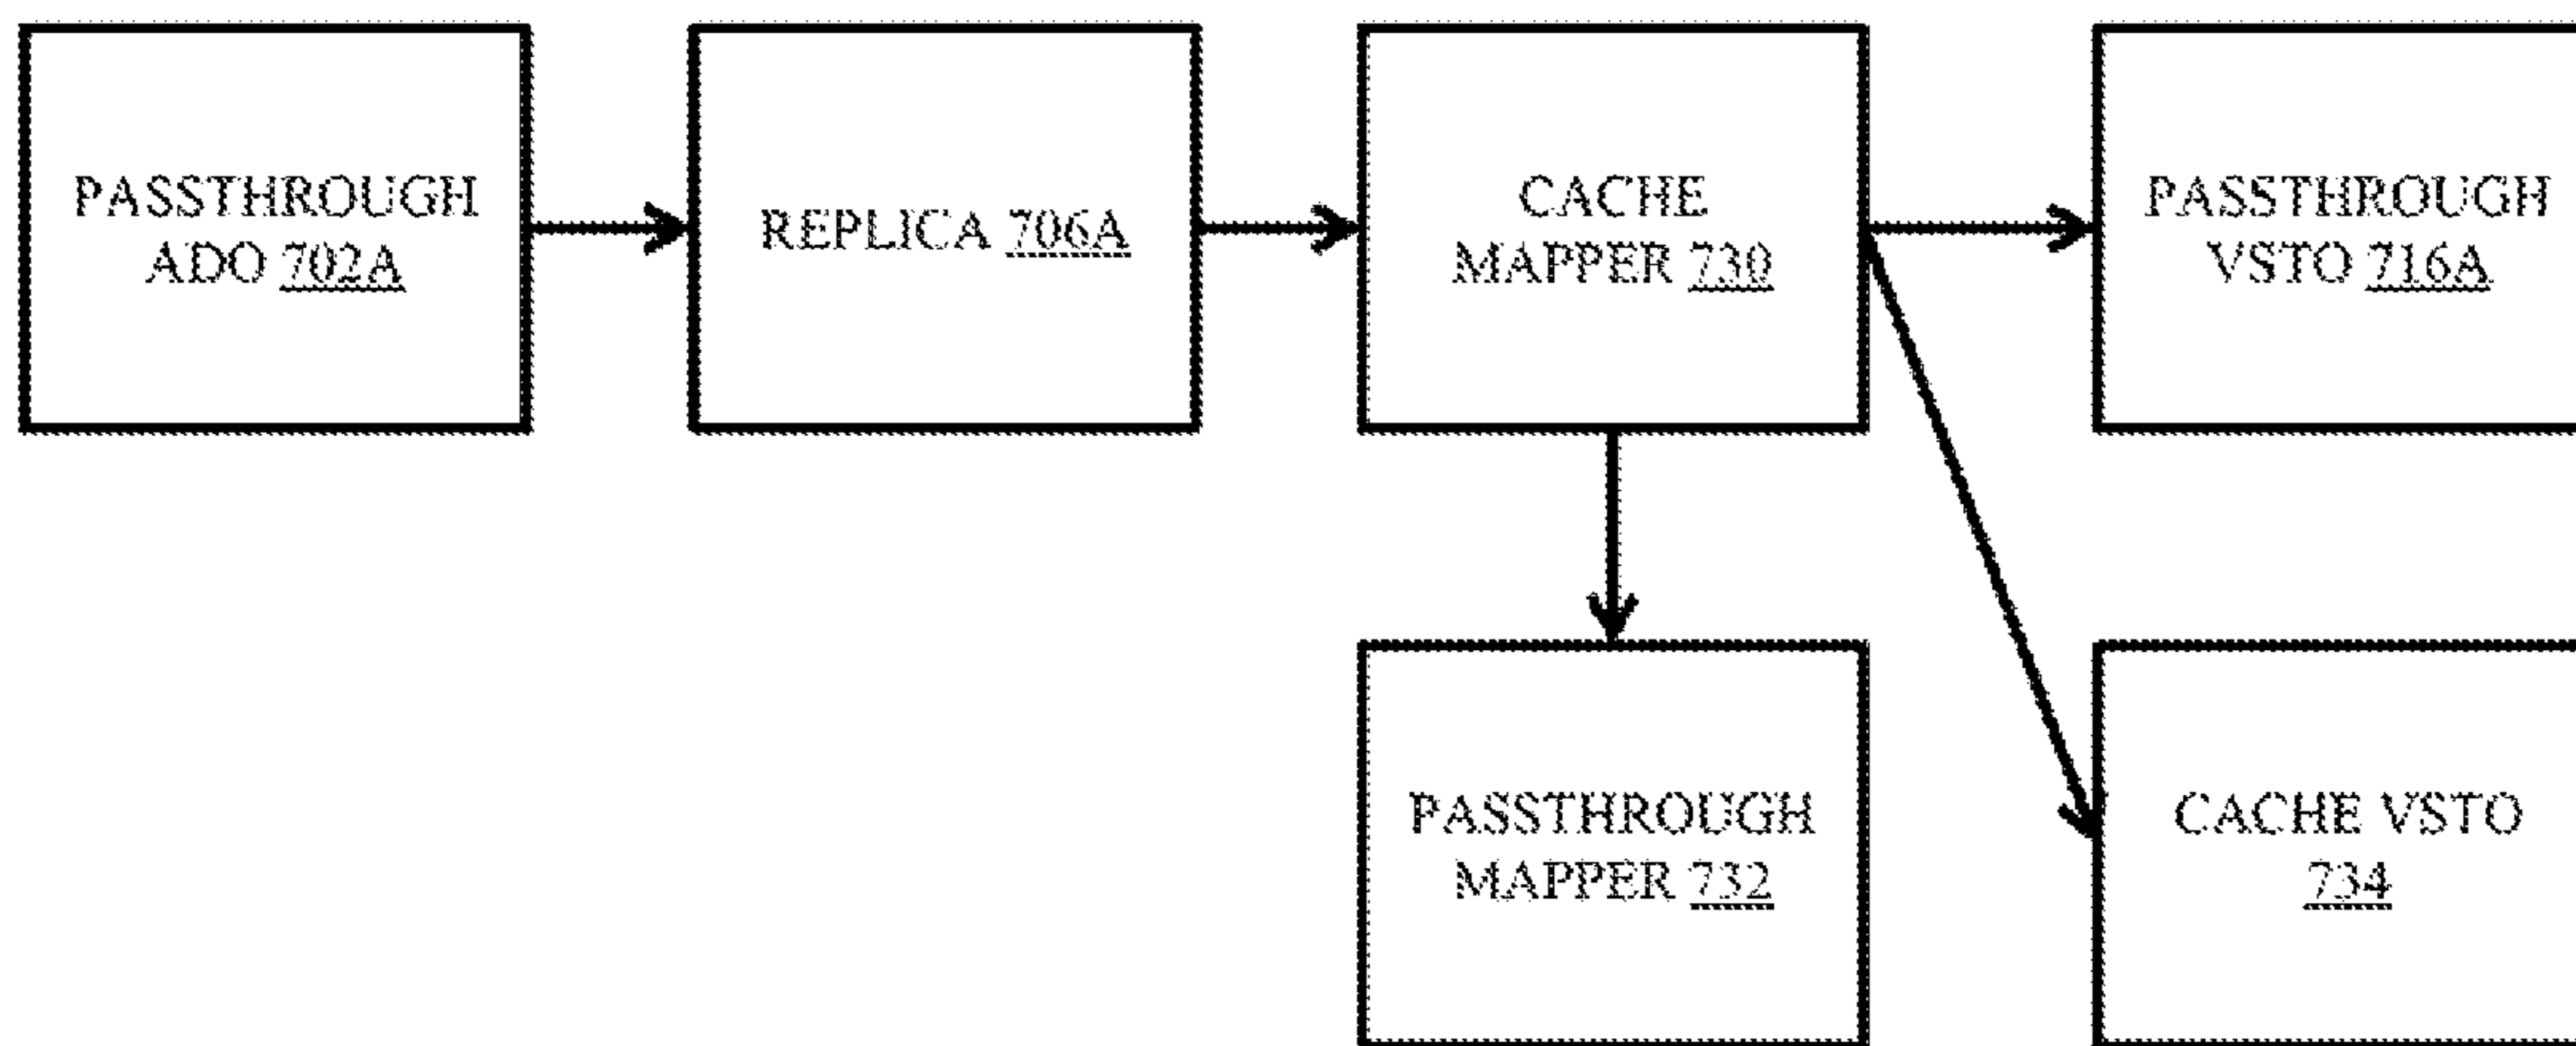 PASSTHROUGH
ADO 702A
REPLICA 706A
CACHE
MAPPER 730
PASSTHROUGH
VSTO 716A
PASSTHROUGH
MAPPER 732
CACHE VSTO
734